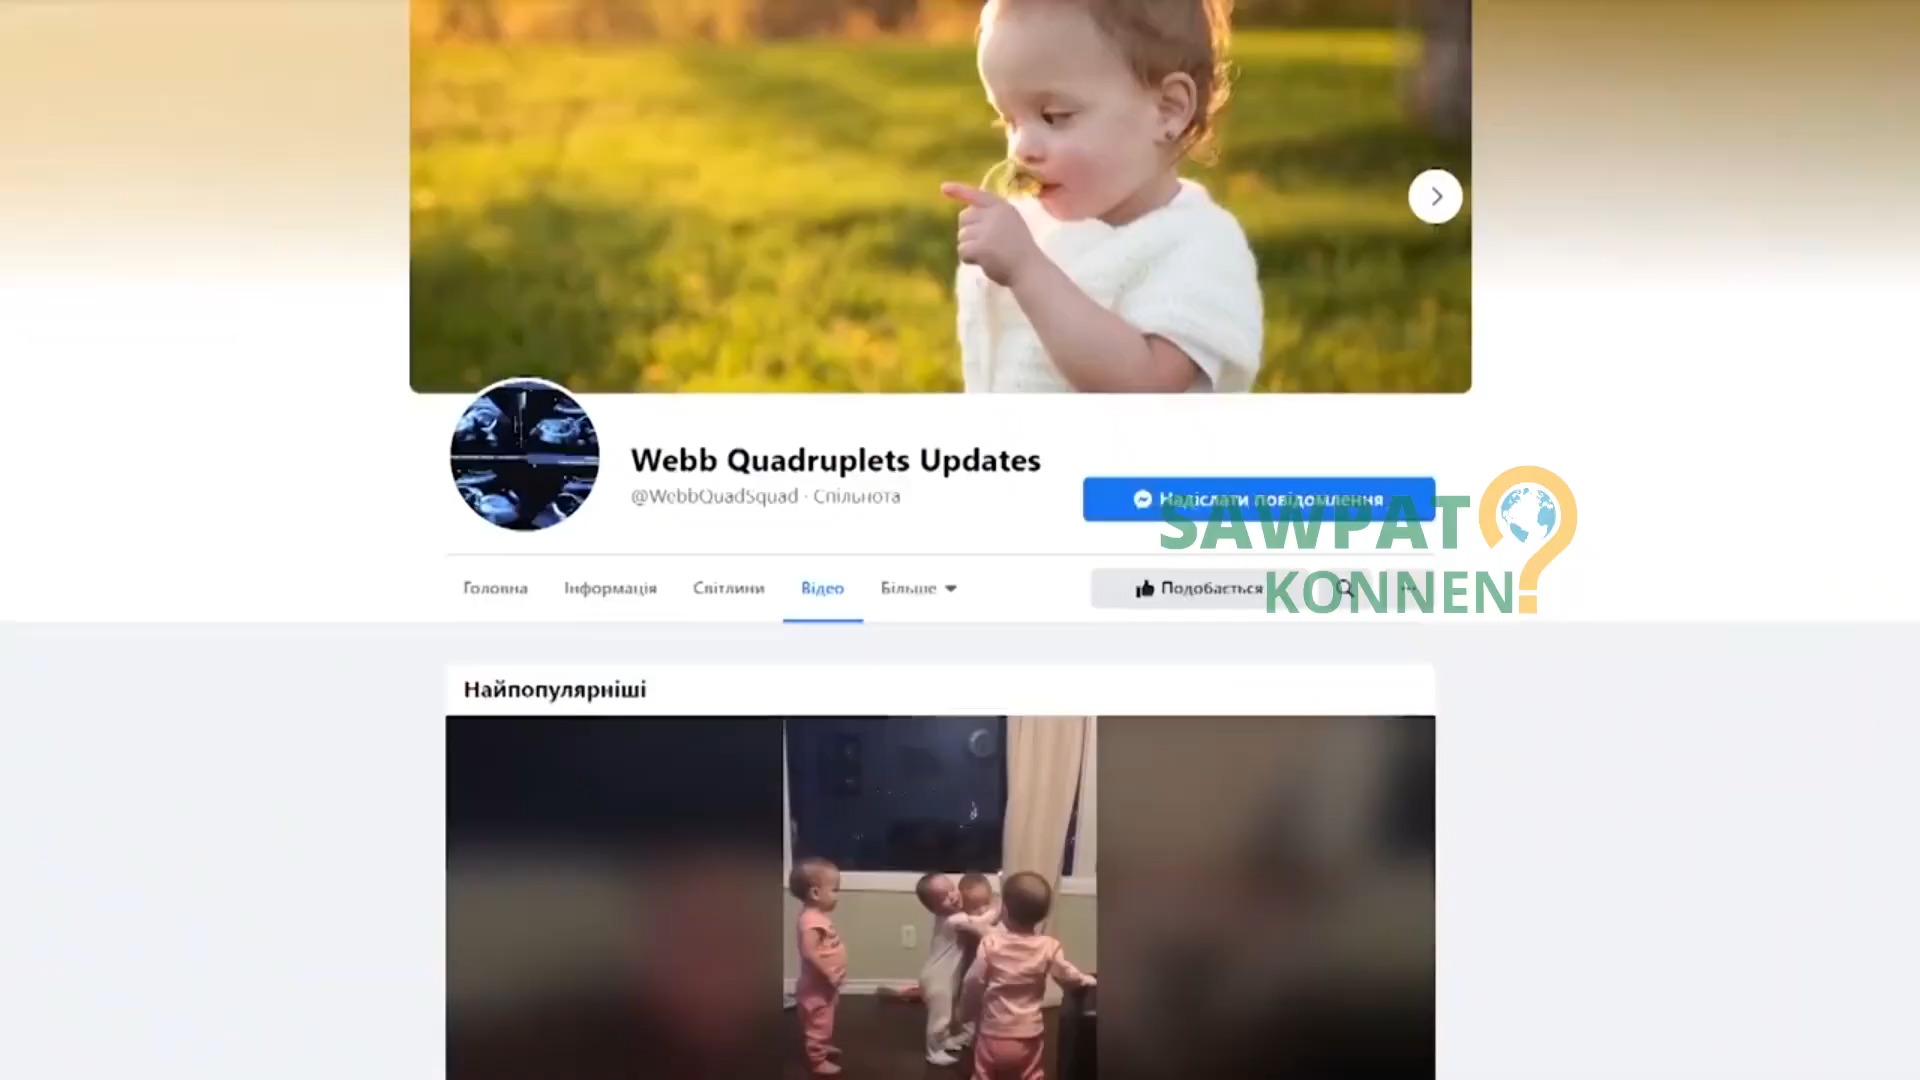 Webb Quadruplets Updates
@WebbQuadSquad · Спільнота
Надіслати повідомлення
SAWPAT
KONNEN
Головна
Інформація
Світлини
Відео
Більше
Подобається
Найпопулярніші